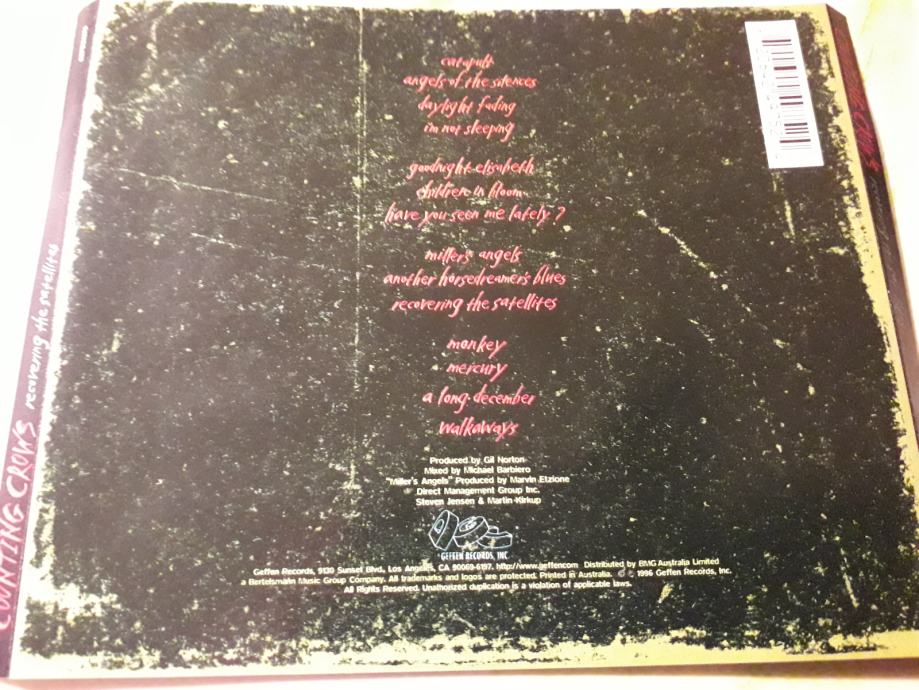 catapult
angels of the silences
daylight fading
i'm not sleeping
goodnight elisabeth
children in bloom
have you seen me lately?
miller's angels
another horsedreamer's blues
recovering the satellites
monkey
mercury
a long december
walkaways
Produced by Gil Norton
Mixed by Michael Barbiero
"Miller's Angels" Produced by Marvin Etzione
Direct Management Group Inc.
Steven Jensen & Martin Kirkup
GEFFEN RECORDS, INC
Geffen Records, 9130 Sunset Blvd., Los Angeles, CA 90069-6197. http://www.geffen.com Distributed by BMG Australia Limited
a Bertelsmann Music Group Company. All trademarks and logos are protected. Printed in Australia. ℗ © 1996 Geffen Records, Inc.
All Rights Reserved. Unathorized duplication is a violation of applicable laws.
COUNTING CROWS recovering the satellites